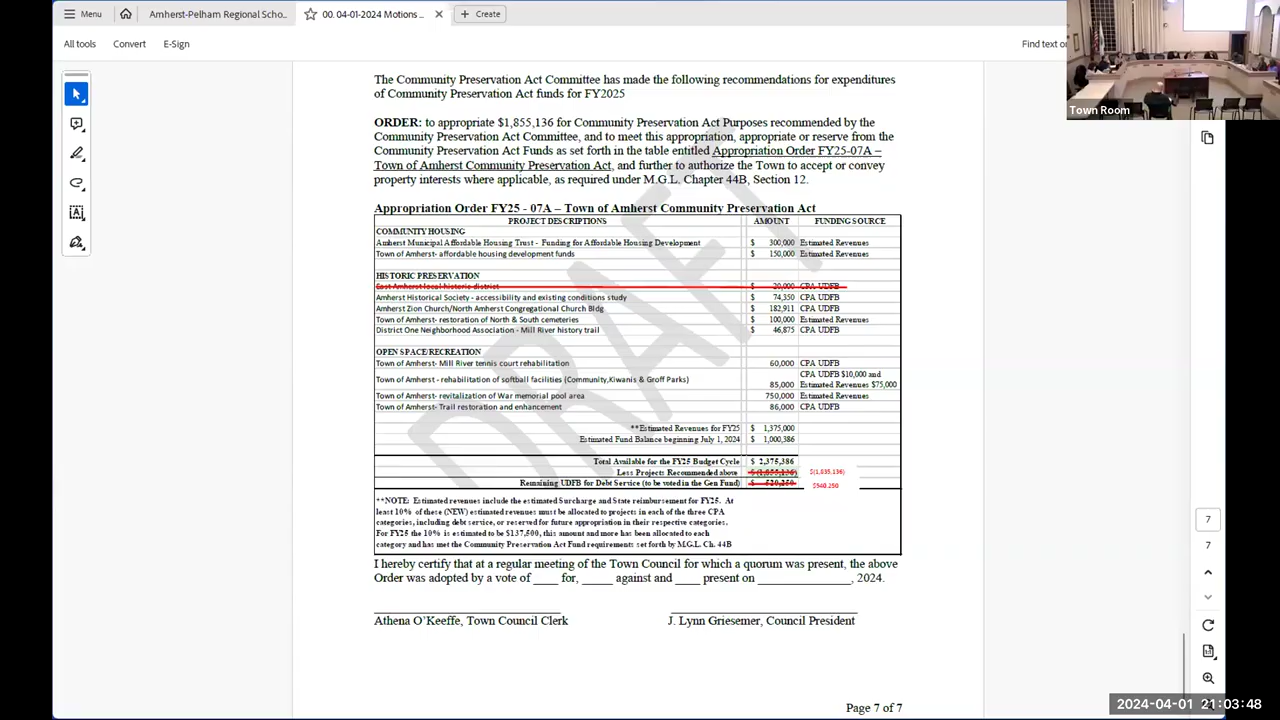 Menu
Amherst-Pelham Regional Scho..
00. 04-01-2024 Motions ..
Create
All tools
Convert
E-Sign
Find text or
Town Room
The Community Preservation Act Committee has made the following recommendations for expenditures
of Community Preservation Act funds for FY2025
ORDER: to appropriate $1,855,136 for Community Preservation Act Purposes recommended by the
Community Preservation Act Committee, and to meet this appropriation, appropriate or reserve from the
Community Preservation Act Funds as set forth in the table entitled Appropriation Order FY25-07A –
Town of Amherst Community Preservation Act, and further to authorize the Town to accept or convey
property interests where applicable, as required under M.G.L. Chapter 44B, Section 12.
Appropriation Order FY25 - 07A – Town of Amherst Community Preservation Act
PROJECT DESCRIPTIONS AMOUNT FUNDING SOURCE
COMMUNITY HOUSING
Amherst Municipal Affordable Housing Trust - Funding for Affordable Housing Development $ 300,000 Estimated Revenues
Town of Amherst- affordable housing development funds $ 150,000 Estimated Revenues
HISTORIC PRESERVATION
East Amherst local historic district $ 20,000 CPA UDFB
Amherst Historical Society - accessibility and existing conditions study $ 74,350 CPA UDFB
Amherst Zion Church/North Amherst Congregational Church Bldg $ 182,911 CPA UDFB
Town of Amherst- restoration of North & South cemeteries $ 100,000 Estimated Revenues
District One Neighborhood Association - Mill River history trail $ 46,875 CPA UDFB
OPEN SPACE/RECREATION
Town of Amherst- Mill River tennis court rehabilitation 60,000 CPA UDFB
Town of Amherst - rehabilitation of softball facilities (Community,Kiwanis & Groff Parks) 85,000 CPA UDFB $10,000 and
Estimated Revenues $75,000
Town of Amherst- revitalization of War memorial pool area 750,000 Estimated Revenues
Town of Amherst- Trail restoration and enhancement 86,000 CPA UDFB
**Estimated Revenues for FY25 $ 1,375,000
Estimated Fund Balance beginning July 1, 2024 $ 1,000,386
Total Available for the FY25 Budget Cycle $ 2,375,386
Less Projects Recommended above $ (1,855,136) $(1,835,136)
Remaining UDFB for Debt Service (to be voted in the Gen Fund) $ 520,250 $540,250
**NOTE: Estimated revenues include the estimated Surcharge and State reimbursement for FY25. At
least 10% of these (NEW) estimated revenues must be allocated to projects in each of the three CPA
categories, including debt service, or reserved for future appropriation in their respective categories.
For FY25 the 10% is estimated to be $137,500, this amount and more has been allocated to each
category and has met the Community Preservation Act Fund requirements set forth by M.G.L. Ch. 44B
DRAFT
I hereby certify that at a regular meeting of the Town Council for which a quorum was present, the above
Order was adopted by a vote of ____ for, _____ against and ____ present on _______________, 2024.
Athena O'Keeffe, Town Council Clerk J. Lynn Griesemer, Council President
Page 7 of 7
7
7
2024-04-01 21:03:48